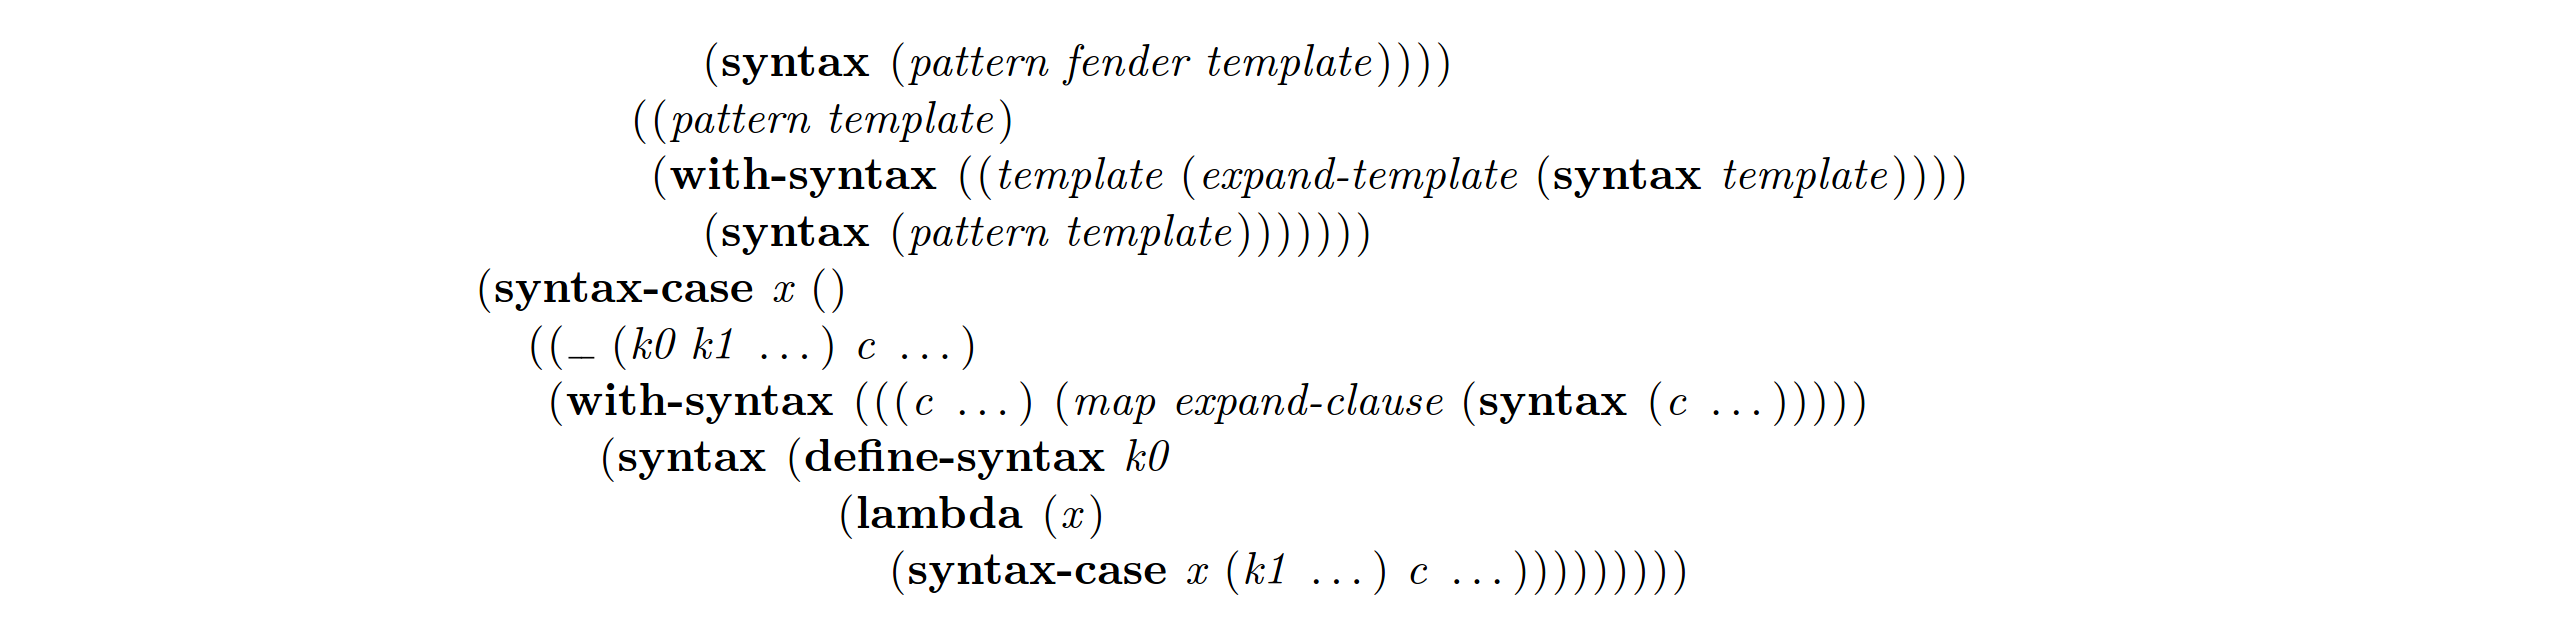 (syntax (pattern fender template))))
((pattern template)
(with-syntax ((template (expand-template (syntax template))))
(syntax (pattern template)))))))
(syntax-case x ()
((_ (k0 k1 ...) c ...)
(with-syntax (((c ...) (map expand-clause (syntax (c ...)))))
(syntax (define-syntax k0
(lambda (x)
(syntax-case x (k1 ...) c ...)))))))))